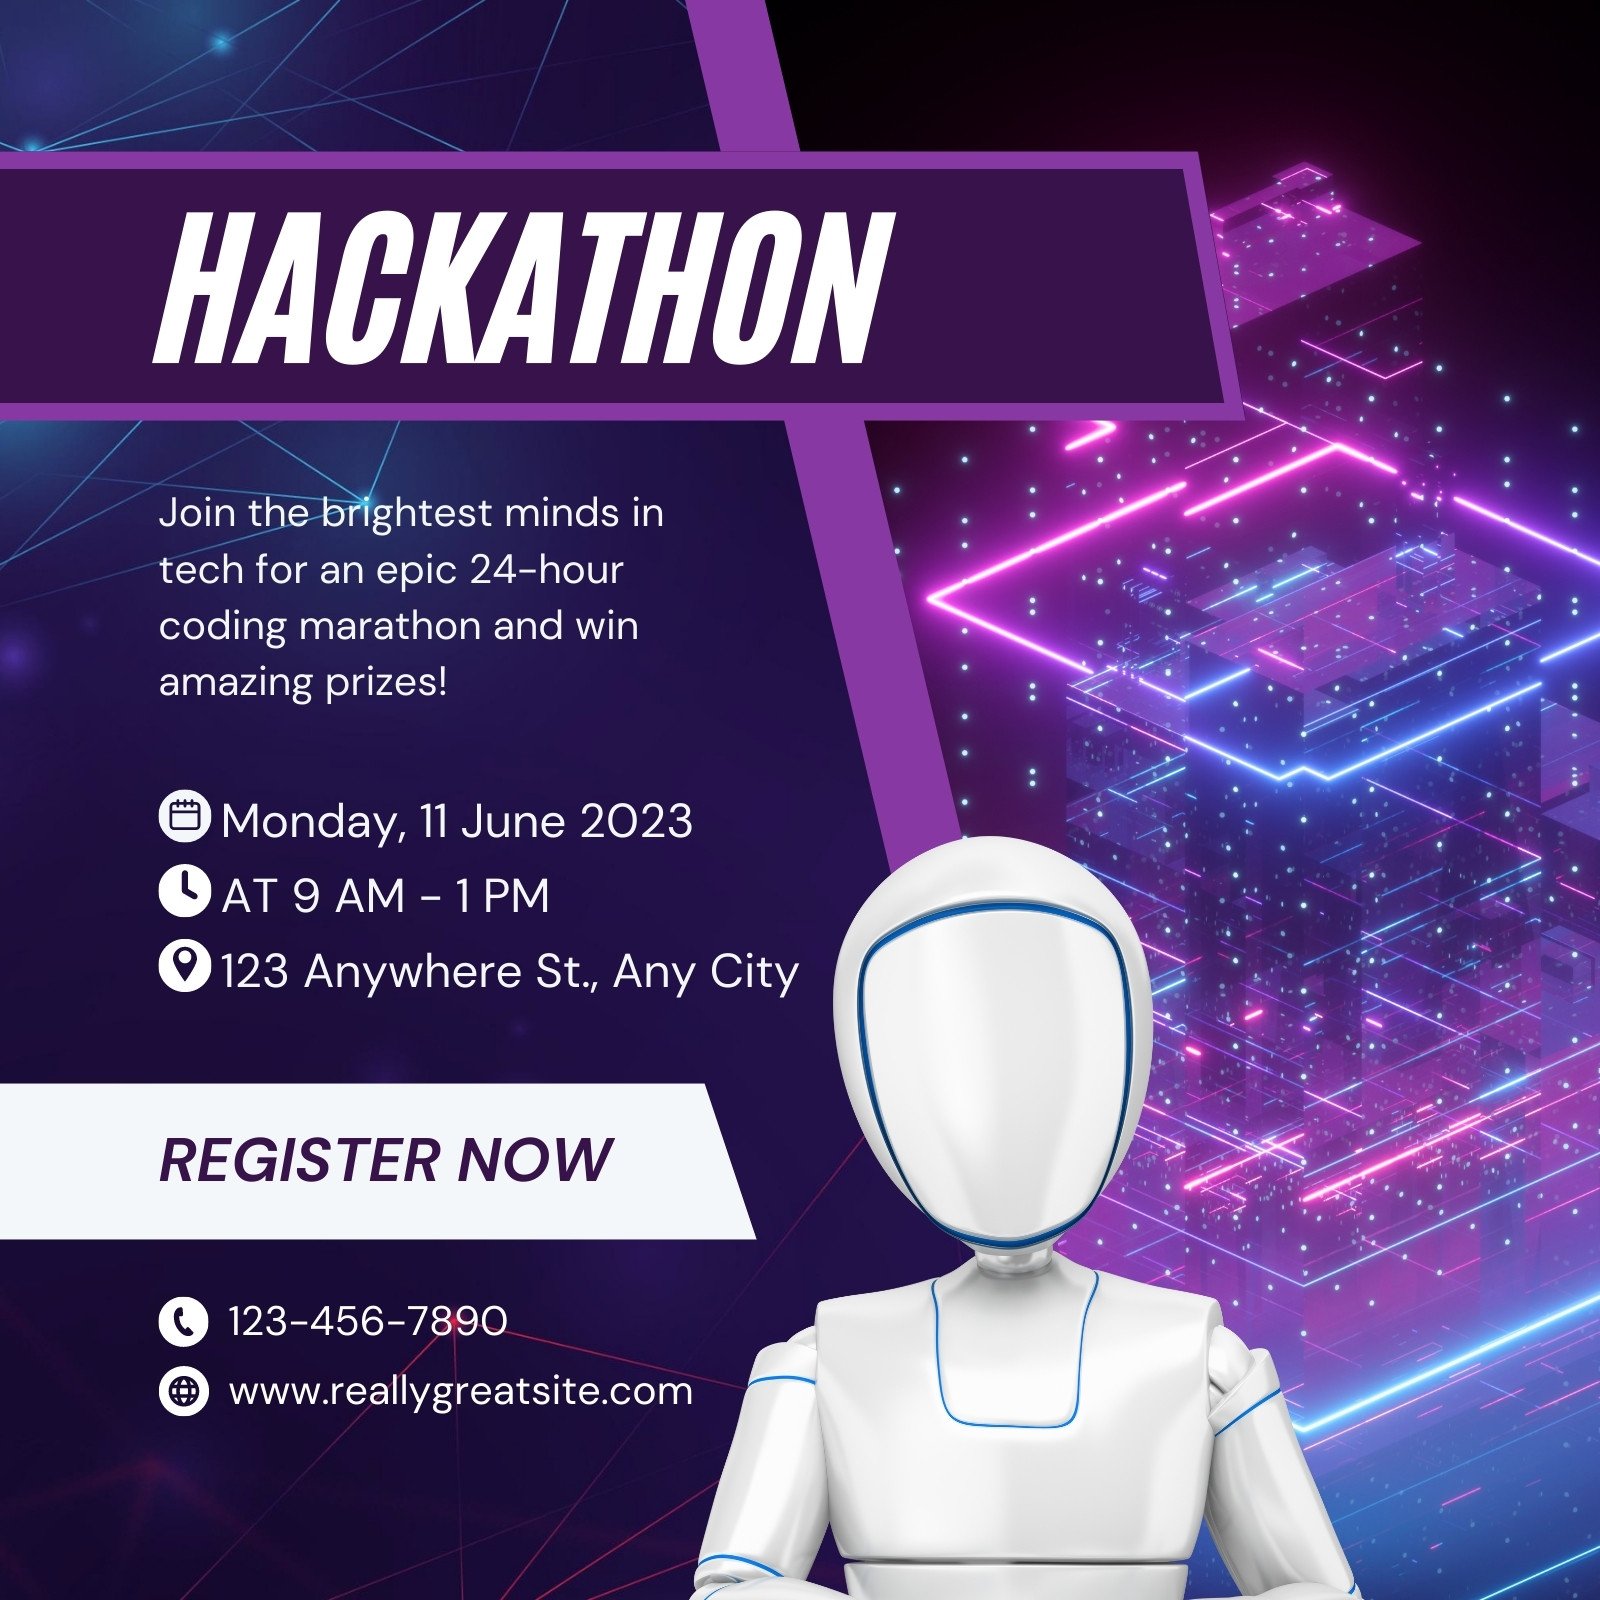 HACKATHON
Join the brightest minds in
tech for an epic 24-hour
coding marathon and win
amazing prizes!
Monday, 11 June 2023
AT 9 AM - 1 PM
123 Anywhere St., Any City
REGISTER NOW
123-456-7890
www.reallygreatsite.com